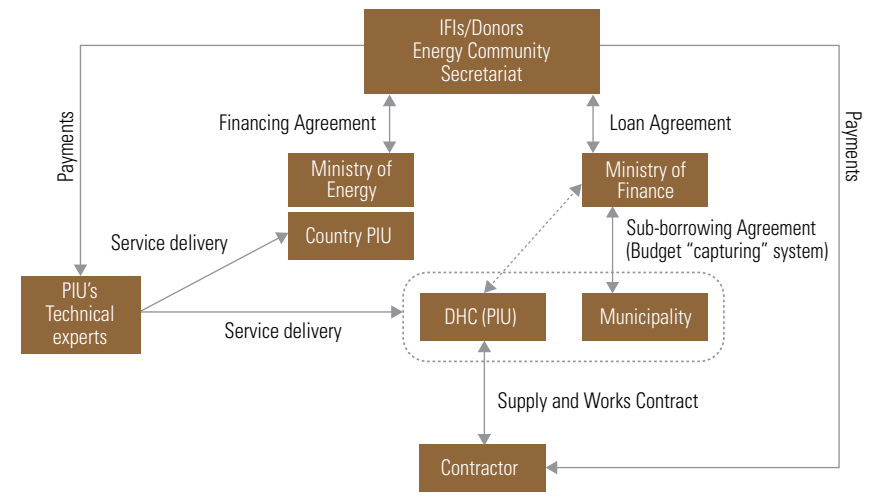 IFIs/Donors
Energy Community
Secretariat
Payments
Financing Agreement
Loan Agreement
Payments
Ministry of
Energy
Ministry of
Finance
Country PIU
Service delivery
Sub-borrowing Agreement
(Budget “capturing” system)
PIU's
Technical
experts
Service delivery
DHC (PIU)
Municipality
Supply and Works Contract
Contractor